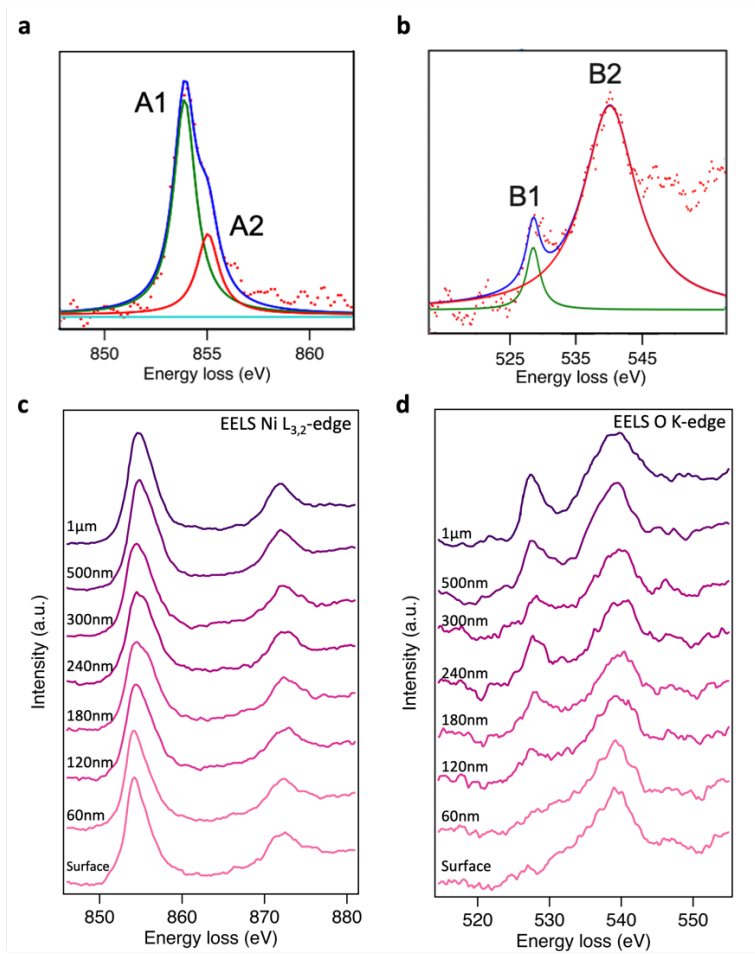 a
b
A1
A2
B1
B2
850
855
860
Energy loss (eV)
525
535
545
Energy loss (eV)
c
d
EELS Ni L3,2-edge
1μm
500nm
300nm
240nm
180nm
120nm
60nm
Surface
Intensity (a.u.)
850
860
870
880
Energy loss (eV)
EELS O K-edge
1μm
500nm
300nm
240nm
180nm
120nm
60nm
Surface
Intensity (a.u.)
520
530
540
550
Energy loss (eV)